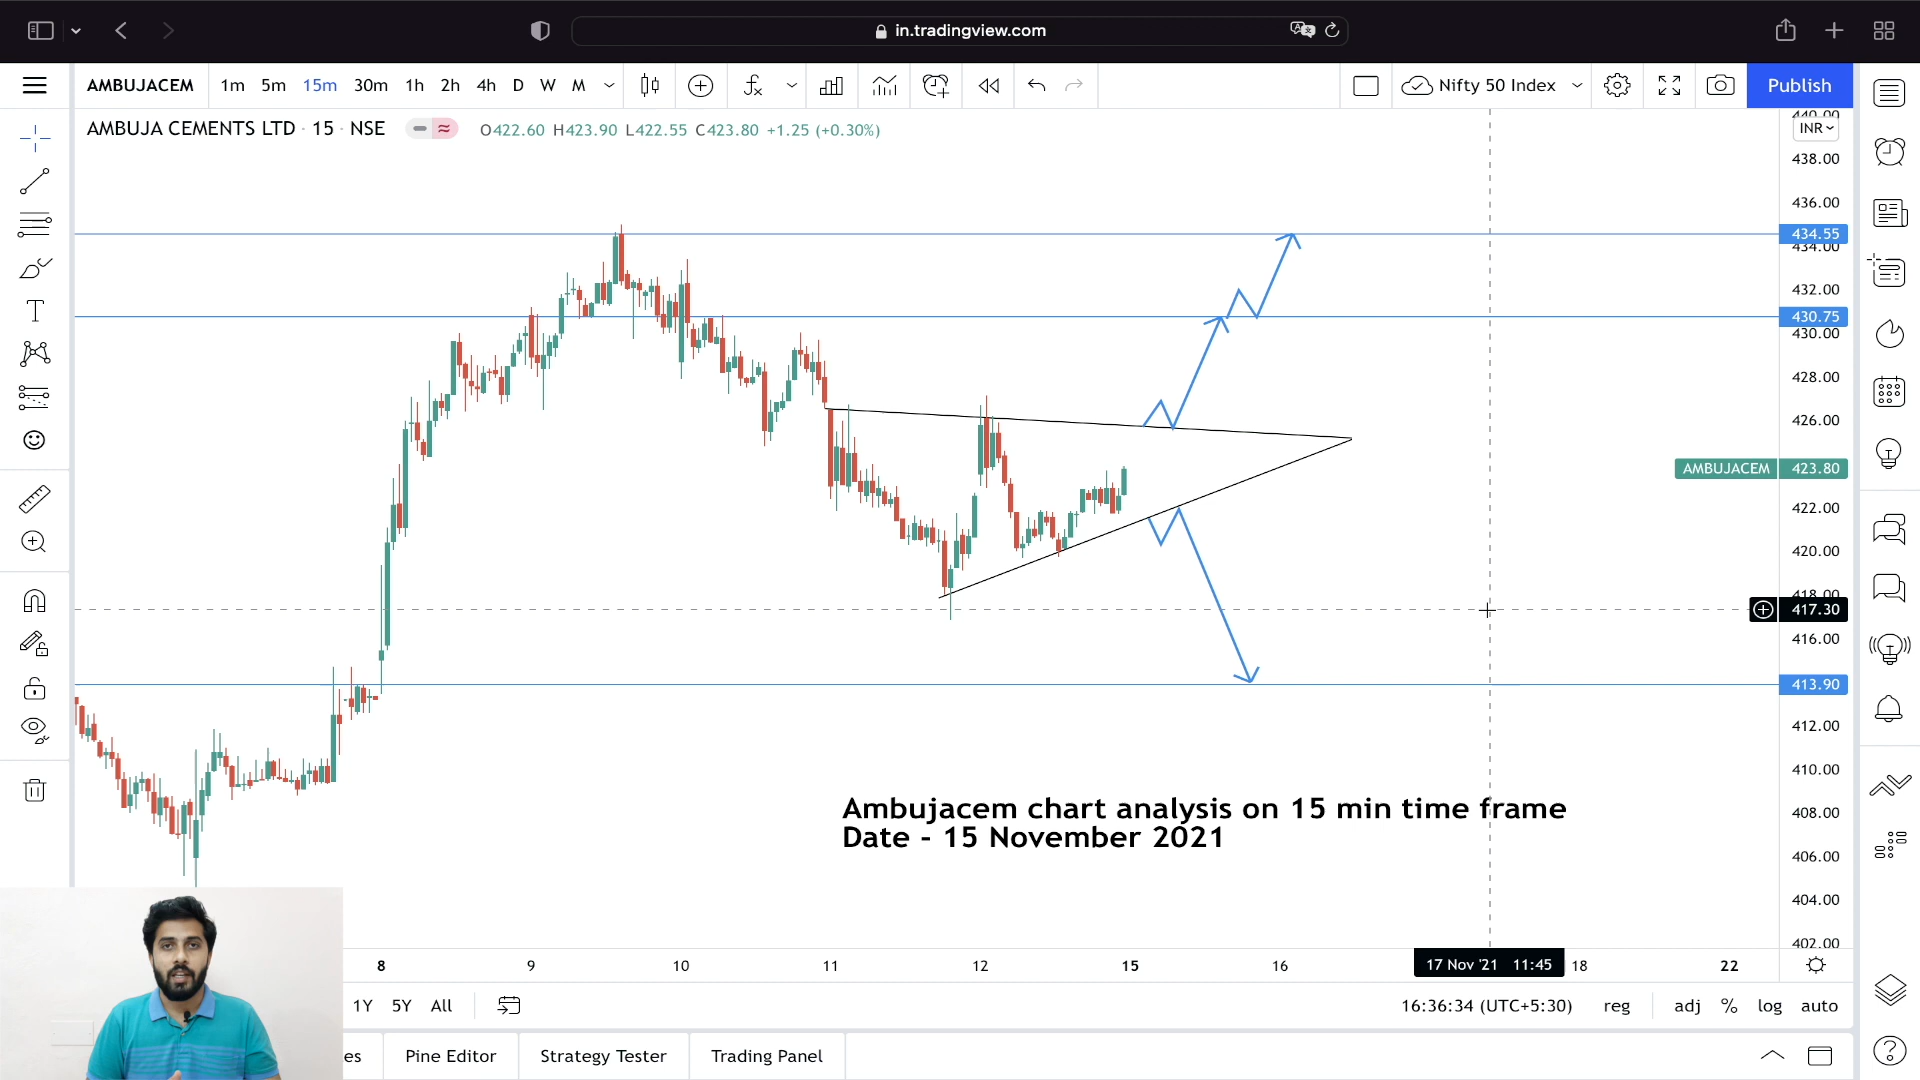 in.tradingview.com
AMBUJACEM 1m 5m 15m 30m 1h 2h 4h D W M Nifty 50 Index Publish
AMBUJA CEMENTS LTD · 15 · NSE O422.60 H423.90 L422.55 C423.80 +1.25 (+0.30%)
440.00
INR
438.00
436.00
434.55
434.00
432.00
430.75
430.00
428.00
426.00
AMBUJACEM 423.80
422.00
420.00
418.00
417.30
416.00
413.90
412.00
410.00
408.00
406.00
404.00
402.00
Ambujacem chart analysis on 15 min time frame
Date - 15 November 2021
8 9 10 11 12 15 16 17 Nov '21 11:45 18 22
1Y 5Y All 16:36:34 (UTC+5:30) reg adj % log auto
es Pine Editor Strategy Tester Trading Panel